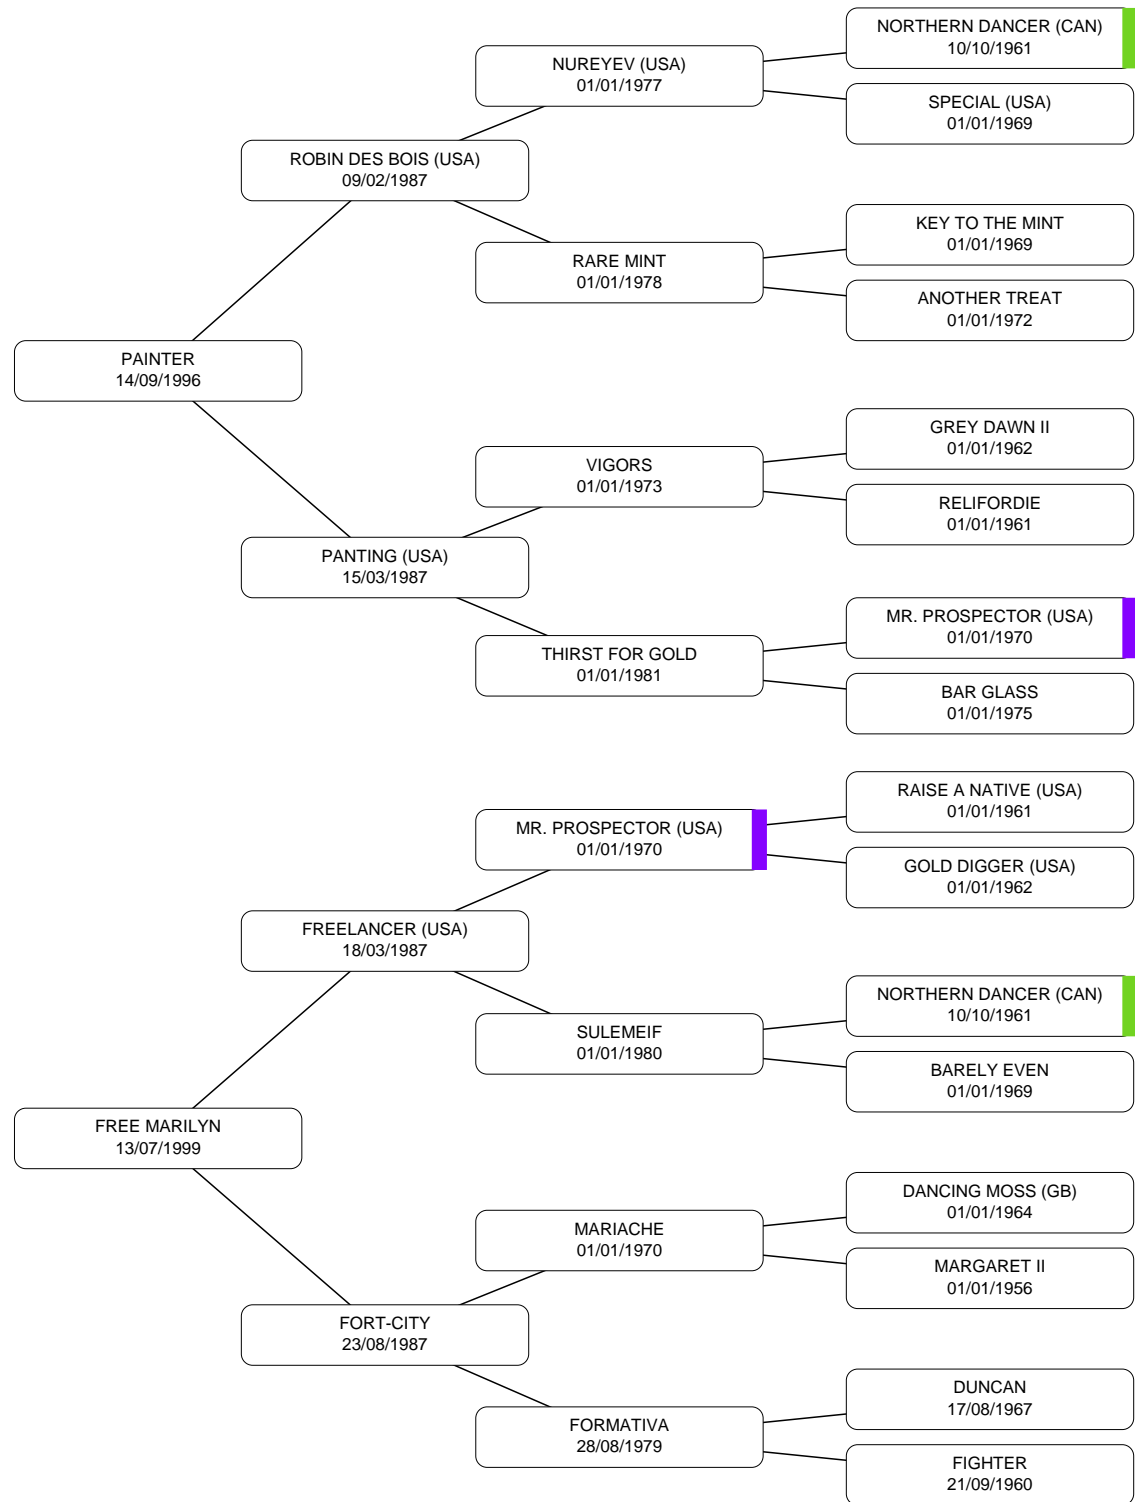 NORTHERN DANCER (CAN)
10/10/1961
NUREYEV (USA)
01/01/1977
SPECIAL (USA)
01/01/1969
ROBIN DES BOIS (USA)
09/02/1987
KEY TO THE MINT
01/01/1969
RARE MINT
01/01/1978
ANOTHER TREAT
01/01/1972
PAINTER
14/09/1996
GREY DAWN II
01/01/1962
VIGORS
01/01/1973
RELIFORDIE
01/01/1961
PANTING (USA)
15/03/1987
MR. PROSPECTOR (USA)
01/01/1970
THIRST FOR GOLD
01/01/1981
BAR GLASS
01/01/1975
RAISE A NATIVE (USA)
01/01/1961
MR. PROSPECTOR (USA)
01/01/1970
GOLD DIGGER (USA)
01/01/1962
FREELANCER (USA)
18/03/1987
NORTHERN DANCER (CAN)
10/10/1961
SULEMEIF
01/01/1980
BARELY EVEN
01/01/1969
FREE MARILYN
13/07/1999
DANCING MOSS (GB)
01/01/1964
MARIACHE
01/01/1970
MARGARET II
01/01/1956
FORT-CITY
23/08/1987
DUNCAN
17/08/1967
FORMATIVA
28/08/1979
FIGHTER
21/09/1960